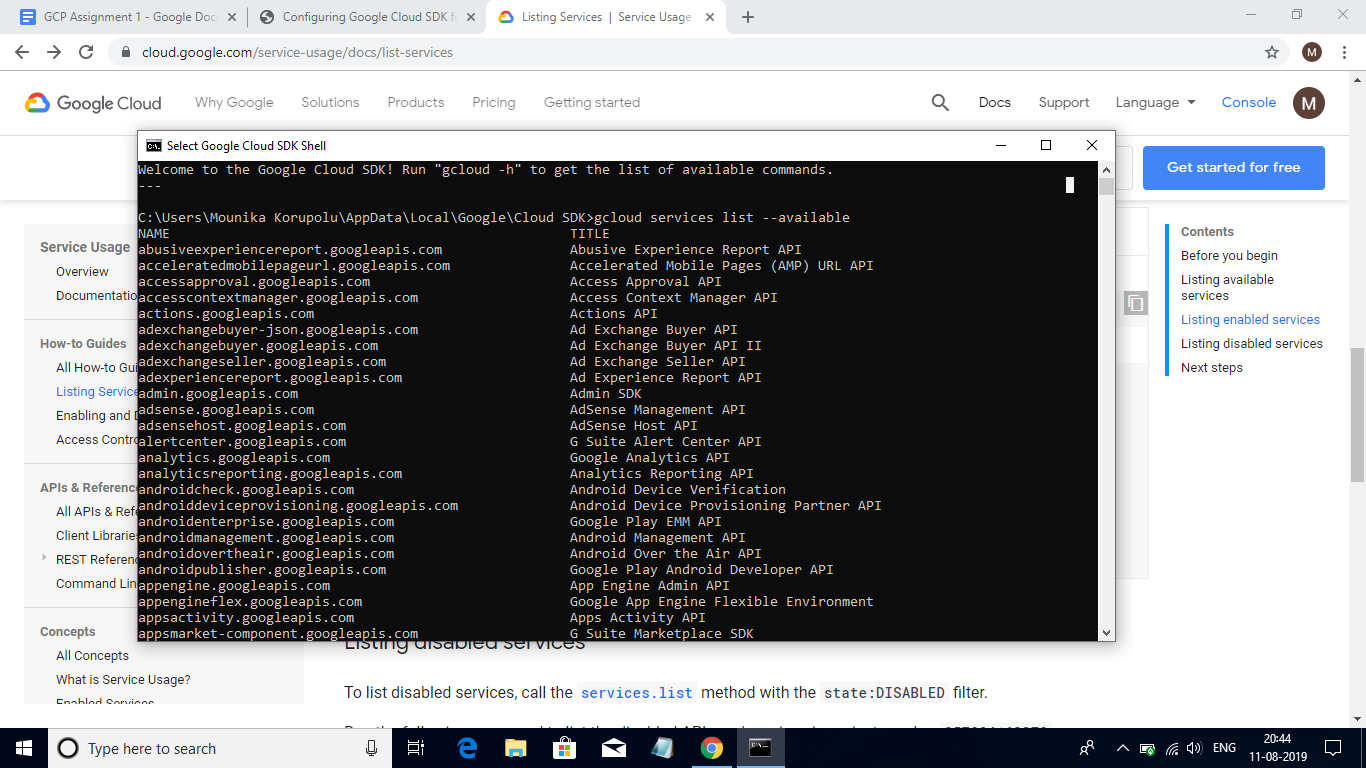 GCP Assignment 1 - Google Doc
Configuring Google Cloud SDK fo
Listing Services | Service Usage
cloud.google.com/service-usage/docs/list-services
M
Google Cloud
Why Google
Solutions
Products
Pricing
Getting started
Docs
Support
Language
Console
M
Get started for free
Select Google Cloud SDK Shell
Welcome to the Google Cloud SDK! Run "gcloud -h" to get the list of available commands.
---
C:\Users\Mounika Korupolu\AppData\Local\Google\Cloud SDK>gcloud services list --available
NAME TITLE
abusiveexperiencereport.googleapis.com Abusive Experience Report API
acceleratedmobilepageurl.googleapis.com Accelerated Mobile Pages (AMP) URL API
accessapproval.googleapis.com Access Approval API
accesscontextmanager.googleapis.com Access Context Manager API
actions.googleapis.com Actions API
adexchangebuyer-json.googleapis.com Ad Exchange Buyer API
adexchangebuyer.googleapis.com Ad Exchange Buyer API II
adexchangeseller.googleapis.com Ad Exchange Seller API
adexperiencereport.googleapis.com Ad Experience Report API
admin.googleapis.com Admin SDK
adsense.googleapis.com AdSense Management API
adsensehost.googleapis.com AdSense Host API
alertcenter.googleapis.com G Suite Alert Center API
analytics.googleapis.com Google Analytics API
analyticsreporting.googleapis.com Analytics Reporting API
androidcheck.googleapis.com Android Device Verification
androiddeviceprovisioning.googleapis.com Android Device Provisioning Partner API
androidenterprise.googleapis.com Google Play EMM API
androidmanagement.googleapis.com Android Management API
androidovertheair.googleapis.com Android Over the Air API
androidpublisher.googleapis.com Google Play Android Developer API
appengine.googleapis.com App Engine Admin API
appengineflex.googleapis.com Google App Engine Flexible Environment
appsactivity.googleapis.com Apps Activity API
appsmarket-component.googleapis.com G Suite Marketplace SDK
Service Usage
Overview
Documentatio
How-to Guides
All How-to Gui
Listing Service
Enabling and D
Access Contro
APIs & Reference
All APIs & Refe
Client Librarie
REST Referenc
Command Lin
Concepts
All Concepts
What is Service Usage?
Enabled Services
Contents
Before you begin
Listing available
services
Listing enabled services
Listing disabled services
Next steps
Listing disabled services
To list disabled services, call the services.list method with the state:DISABLED filter.
Type here to search
ENG
20:44
11-08-2019